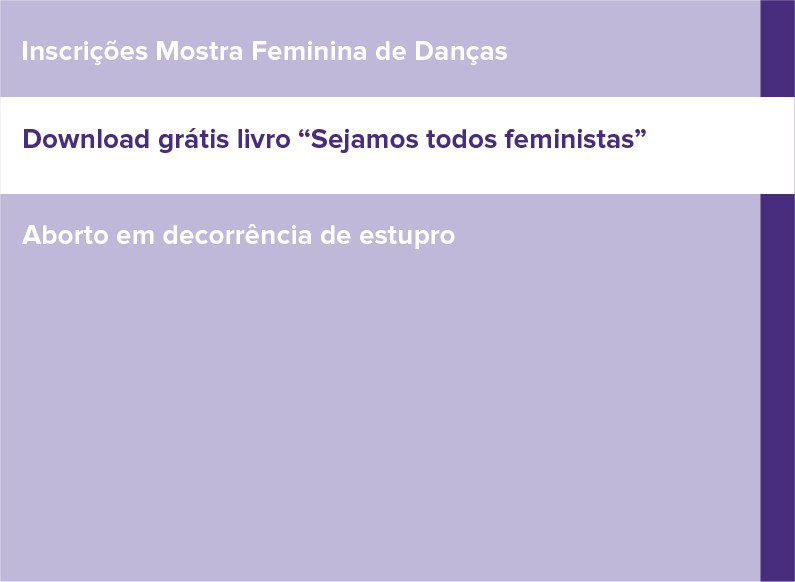 Inscrições Mostra Feminina de Danças
Download grátis livro “Sejamos todos feministas”
Aborto em decorrência de estupro